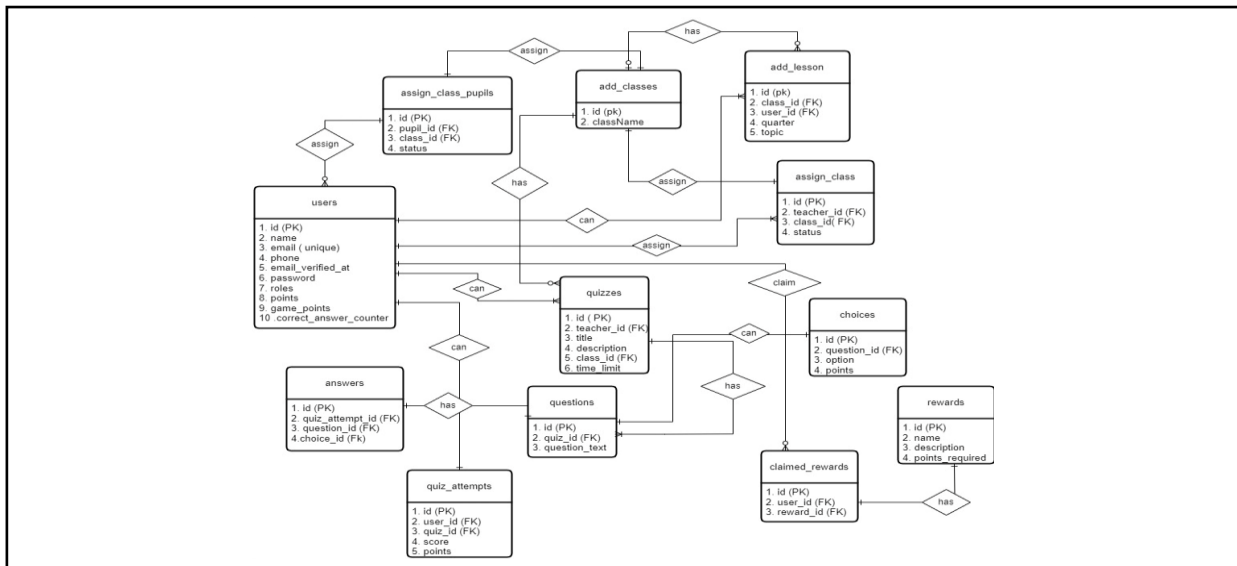 has
assign
add_lesson
1. id (pk)
2. class_id (FK)
3. user_id (FK)
4. quarter
5. topic
assign_class_pupils
1. id (PK)
2. pupil_id (FK)
3. class_id (FK)
4. status
add_classes
1. id (pk)
2. className
assign
has
assign
assign_class
1. id (PK)
2. teacher_id (FK)
3. class_id( FK)
4. status
users
1. id (PK)
2. name
3. email ( unique)
4. phone
5. email_verified_at
6. password
7. roles
8. points
9. game_points
10 .correct_answer_counter
can
assign
can
claim
quizzes
1. id ( PK)
2. teacher_id (FK)
3. title
4. description
5. class_id (FK)
6. time_limit
choices
1. id (PK)
2. question_id (FK)
3. option
4. points
can
can
has
answers
1. id (PK)
2. quiz_attempt_id (FK)
3. question_id (FK)
4.choice_id (Fk)
has
questions
1. id (PK)
2. quiz_id (FK)
3. question_text
rewards
1. id (PK)
2. name
3. description
4. points_required
claimed_rewards
1. id (PK)
2. user_id (FK)
3. reward_id (FK)
has
quiz_attempts
1. id (PK)
2. user_id (FK)
3. quiz_id (FK)
4. score
5. points